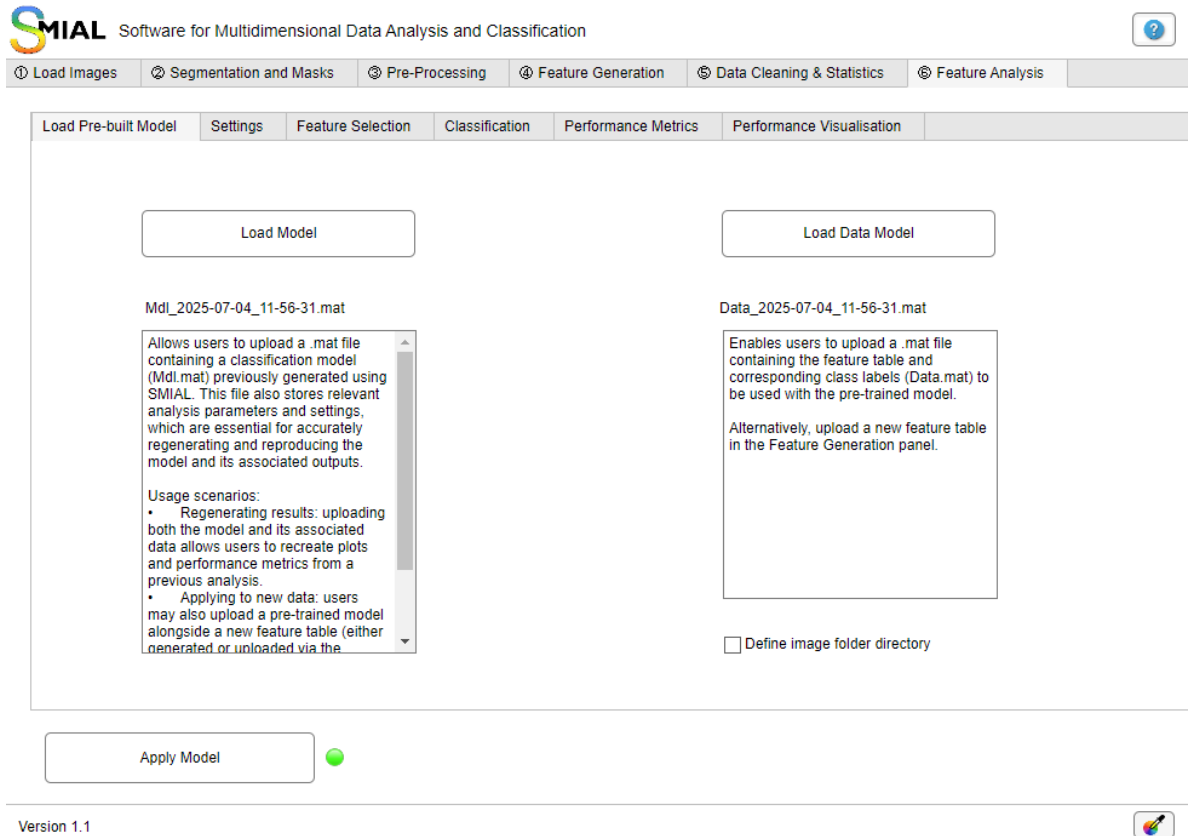 SMIAL Software for Multidimensional Data Analysis and Classification
① Load Images ② Segmentation and Masks ③ Pre-Processing ④ Feature Generation ⑤ Data Cleaning & Statistics ⑥ Feature Analysis
Load Pre-built Model Settings Feature Selection Classification Performance Metrics Performance Visualisation
Load Model
Load Data Model
Mdl_2025-07-04_11-56-31.mat
Allows users to upload a .mat file
containing a classification model
(Mdl.mat) previously generated using
SMIAL. This file also stores relevant
analysis parameters and settings,
which are essential for accurately
regenerating and reproducing the
model and its associated outputs.
Usage scenarios:
• Regenerating results: uploading
both the model and its associated
data allows users to recreate plots
and performance metrics from a
previous analysis.
• Applying to new data: users
may also upload a pre-trained model
alongside a new feature table (either
generated or uploaded via the
Data_2025-07-04_11-56-31.mat
Enables users to upload a .mat file
containing the feature table and
corresponding class labels (Data.mat) to
be used with the pre-trained model.
Alternatively, upload a new feature table
in the Feature Generation panel.
Define image folder directory
Apply Model
Version 1.1